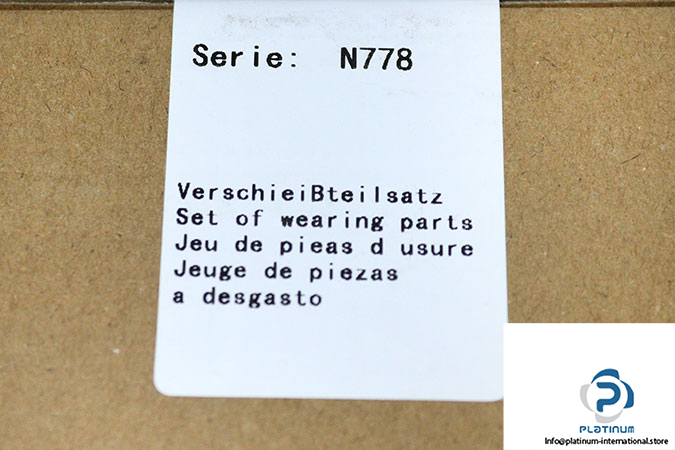 Serie: N778
VerschieiBteilsatz
Set of wearing parts
Jeu de pieas d usure
Jeuge de piezas
a desgasto
PLATINUM
Info@platinum-international.store